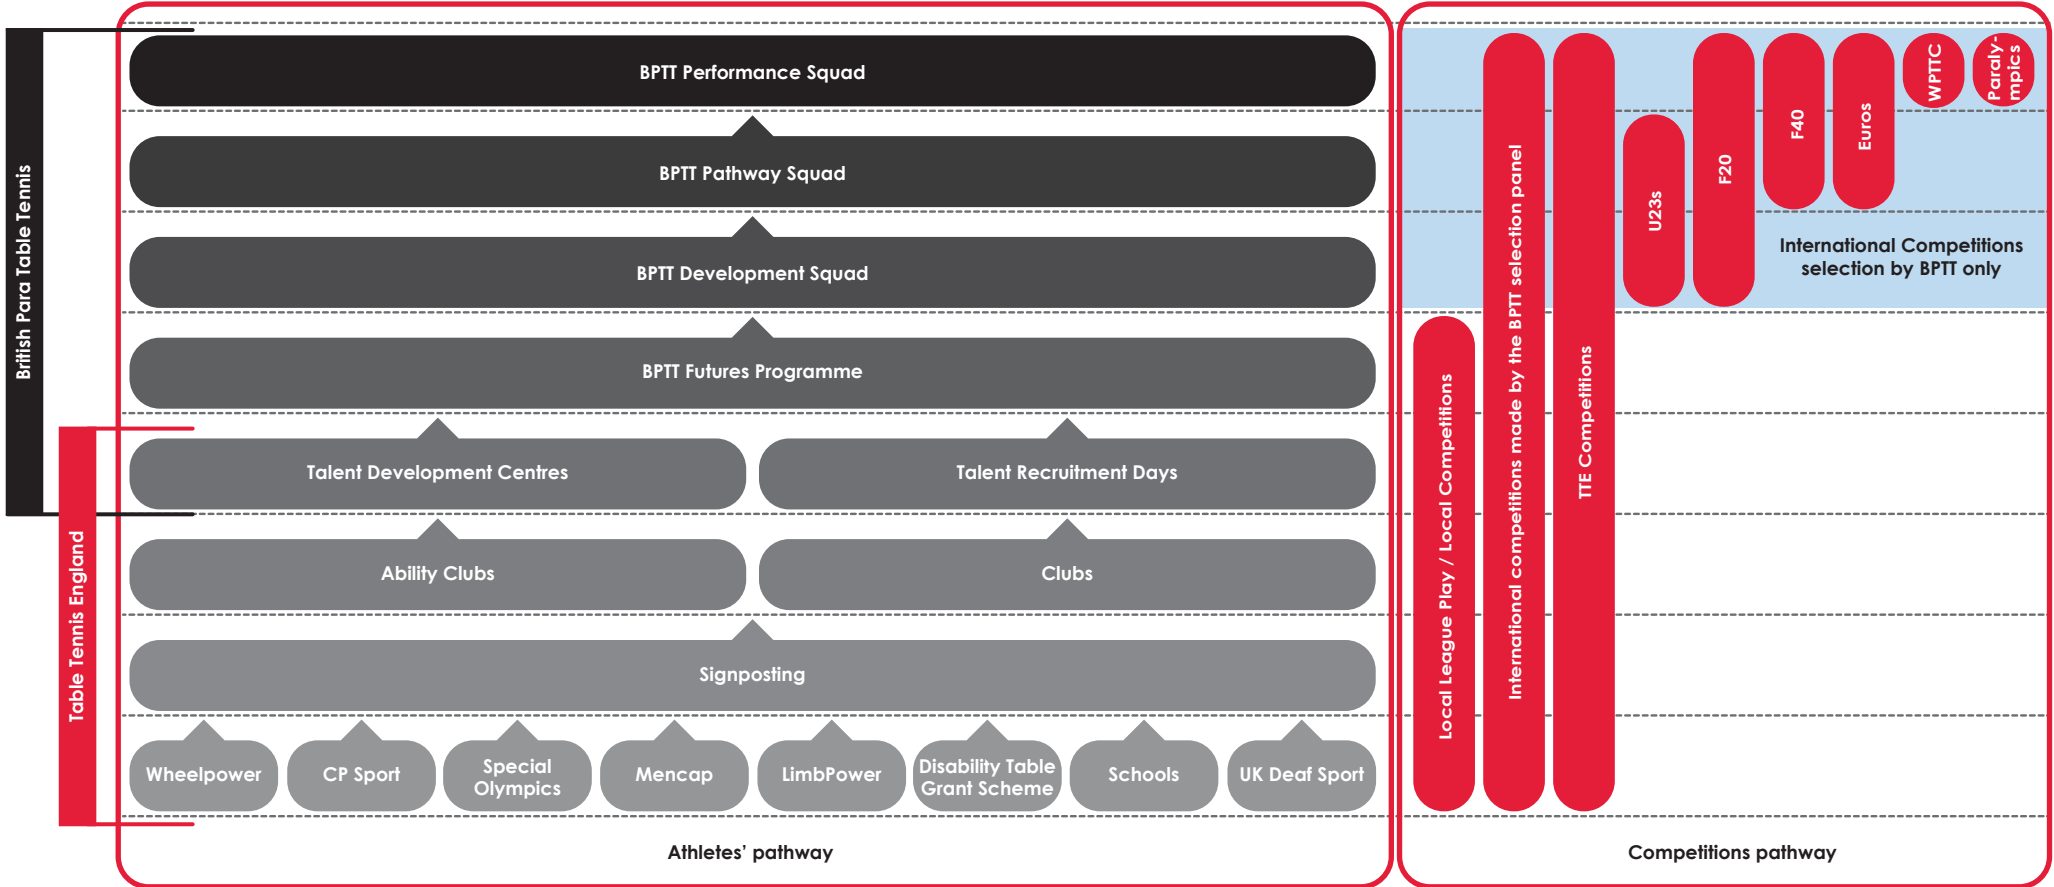 British Para Table Tennis
Table Tennis England
BPTT Performance Squad
BPTT Pathway Squad
BPTT Development Squad
BPTT Futures Programme
Talent Development Centres
Talent Recruitment Days
Ability Clubs
Clubs
Signposting
Wheelpower
CP Sport
Special
Olympics
Mencap
LimbPower
Disability Table
Grant Scheme
Schools
UK Deaf Sport
Athletes’ pathway
Local League Play / Local Competitions
International competitions made by the BPTT selection panel
TTE Competitions
U23s
F20
F40
Euros
WPTTC
Paraly-
mpics
International Competitions
selection by BPTT only
Competitions pathway